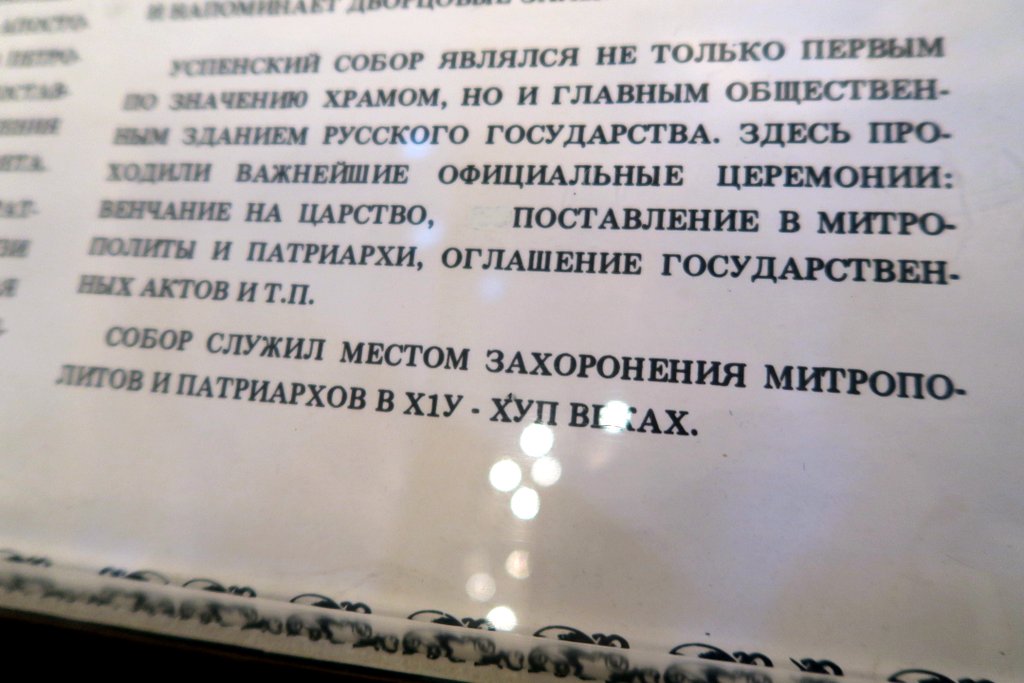 И НАПОМИНАЕТ ДВОРЦОВЫЕ
УСПЕНСКИЙ СОБОР ЯВЛЯЛСЯ НЕ ТОЛЬКО ПЕРВЫМ
ПО ЗНАЧЕНИЮ ХРАМОМ, НО И ГЛАВНЫМ ОБЩЕСТВЕН-
НЫМ ЗДАНИЕМ РУССКОГО ГОСУДАРСТВА. ЗДЕСЬ ПРО-
ХОДИЛИ ВАЖНЕЙШИЕ ОФИЦИАЛЬНЫЕ ЦЕРЕМОНИИ:
ВЕНЧАНИЕ НА ЦАРСТВО, ПОСТАВЛЕНИЕ В МИТРО-
ПОЛИТЫ И ПАТРИАРХИ, ОГЛАШЕНИЕ ГОСУДАРСТВЕН-
НЫХ АКТОВ И Т.П.
СОБОР СЛУЖИЛ МЕСТОМ ЗАХОРОНЕНИЯ МИТРОПО-
ЛИТОВ И ПАТРИАРХОВ В Х1У - ХУП ВЕКАХ.